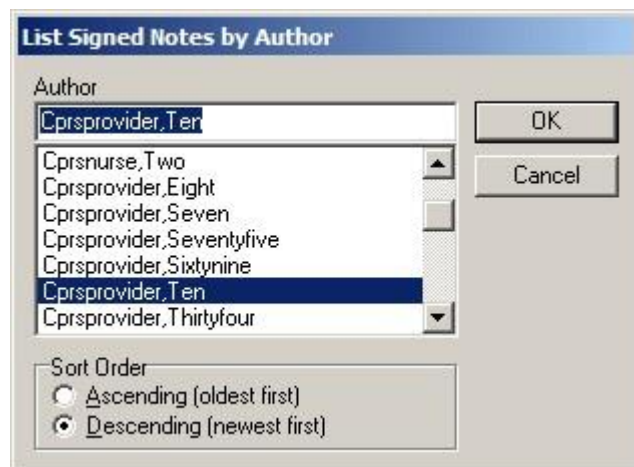 List Signed Notes by Author
Author
Cprsprovider,Ten
OK
Cprsnurse,Two
Cprsprovider,Eight
Cancel
Cprsprovider,Seven
Cprsprovider,Seventyfive
Cprsprovider,Sixtynine
Cprsprovider,Ten
Cprsprovider,Thirtyfour
Sort Order
Ascending (oldest first)
Descending (newest first)